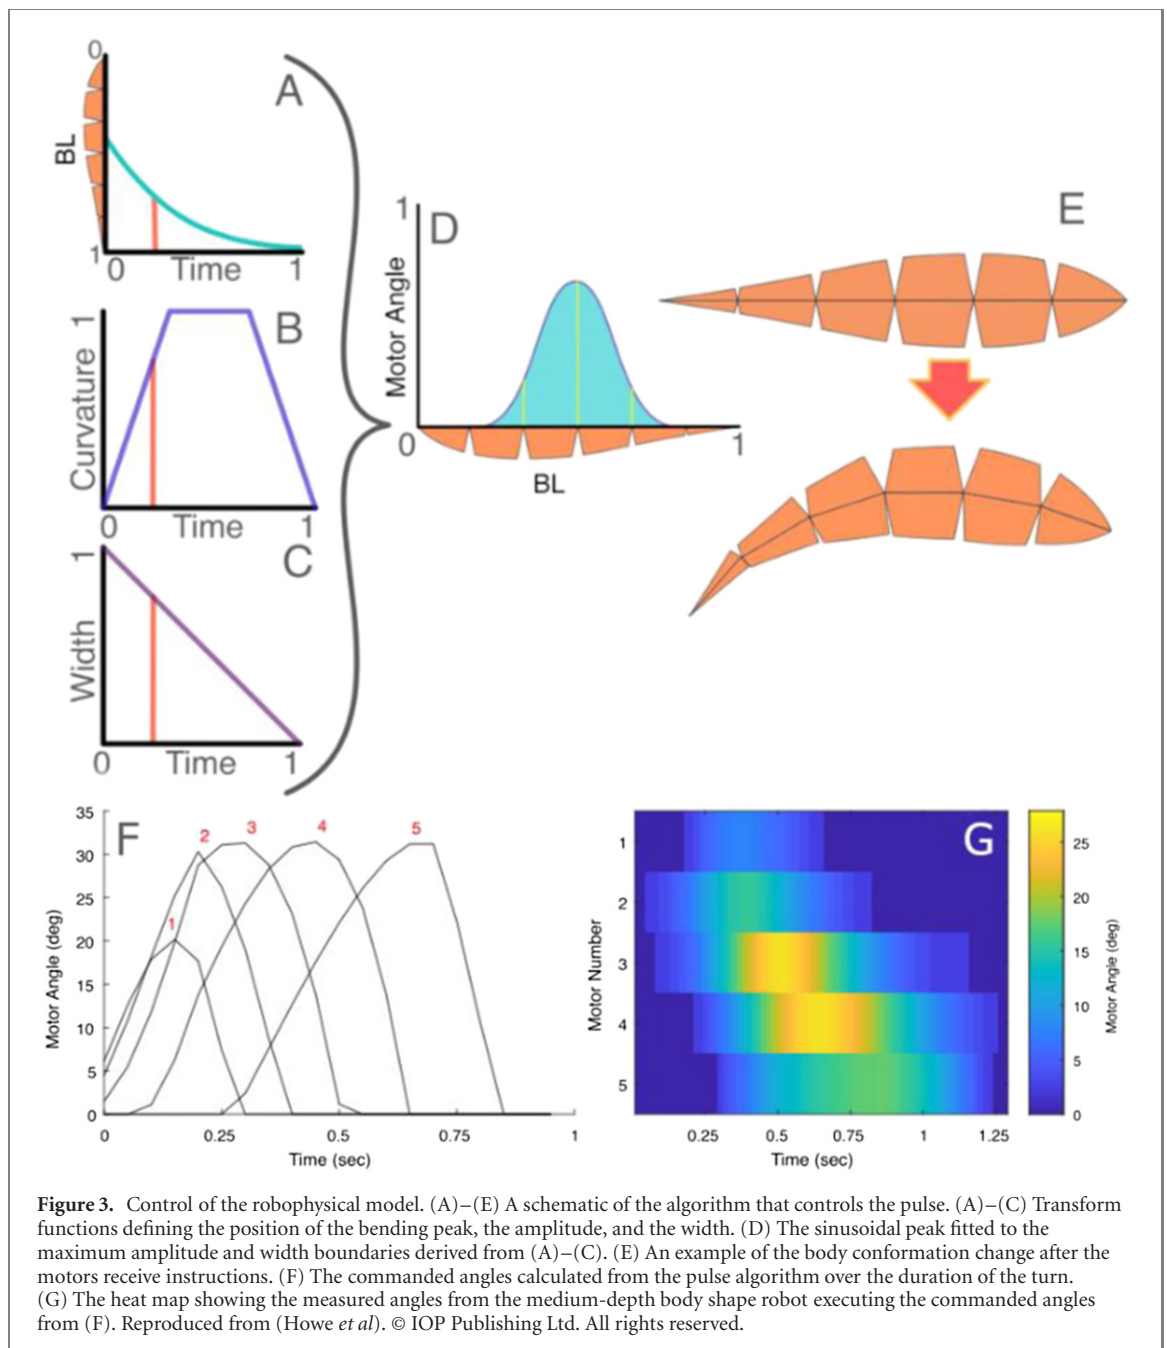 A
0
BL
1
0 Time 1
B
1
Curvature
0 Time 1
C
1
Width
0 Time 1
D
1
Motor Angle
0 1
BL
E
F
35
30
25
20
15
10
5
0
Motor Angle (deg)
1 2 3 4 5
0 0.25 0.5 0.75 1
Time (sec)
G
1
2
3
4
5
Motor Number
0.25 0.5 0.75 1 1.25
Time (sec)
25
20
15
10
5
0
Motor Angle (deg)
Figure 3. Control of the robophysical model. (A)–(E) A schematic of the algorithm that controls the pulse. (A)–(C) Transform
functions defining the position of the bending peak, the amplitude, and the width. (D) The sinusoidal peak fitted to the
maximum amplitude and width boundaries derived from (A)–(C). (E) An example of the body conformation change after the
motors receive instructions. (F) The commanded angles calculated from the pulse algorithm over the duration of the turn.
(G) The heat map showing the measured angles from the medium-depth body shape robot executing the commanded angles
from (F). Reproduced from (Howe et al). © IOP Publishing Ltd. All rights reserved.